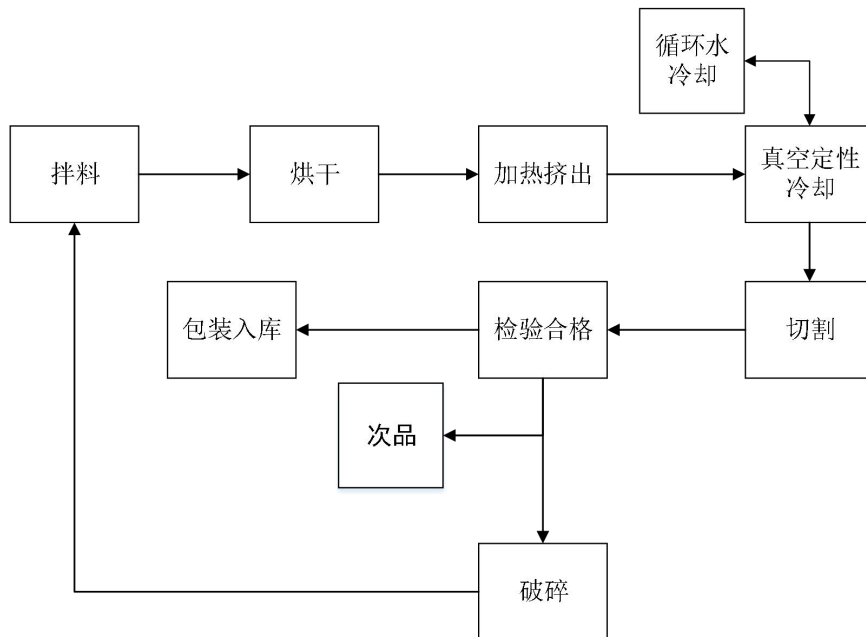 循环水
冷却
拌料
烘干
加热挤出
真空定性
冷却
包装入库
检验合格
切割
次品
破碎